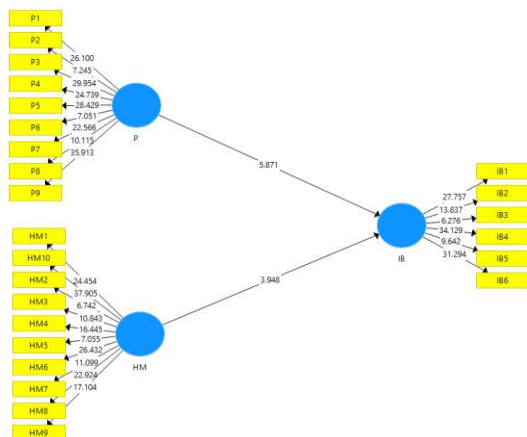 P1
P2
P3
P4
P5
P6
P7
P8
P9
26.100
7.245
29.954
24.739
28.429
7.051
22.566
10.115
35.913
P
5.871
HM1
HM10
HM2
HM3
HM4
HM5
HM6
HM7
HM8
HM9
24.454
37.905
6.742
10.843
16.445
7.055
26.432
11.099
22.924
17.104
HM
3.948
IB
27.757
13.837
6.276
34.129
9.642
31.294
IB1
IB2
IB3
IB4
IB5
IB6